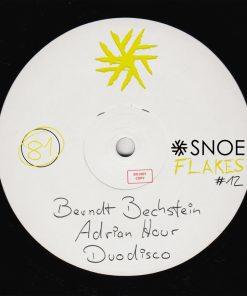 81
SNOE
FLAKES
#12
Berndt Bechstein
Adrian Hour
Duodisco